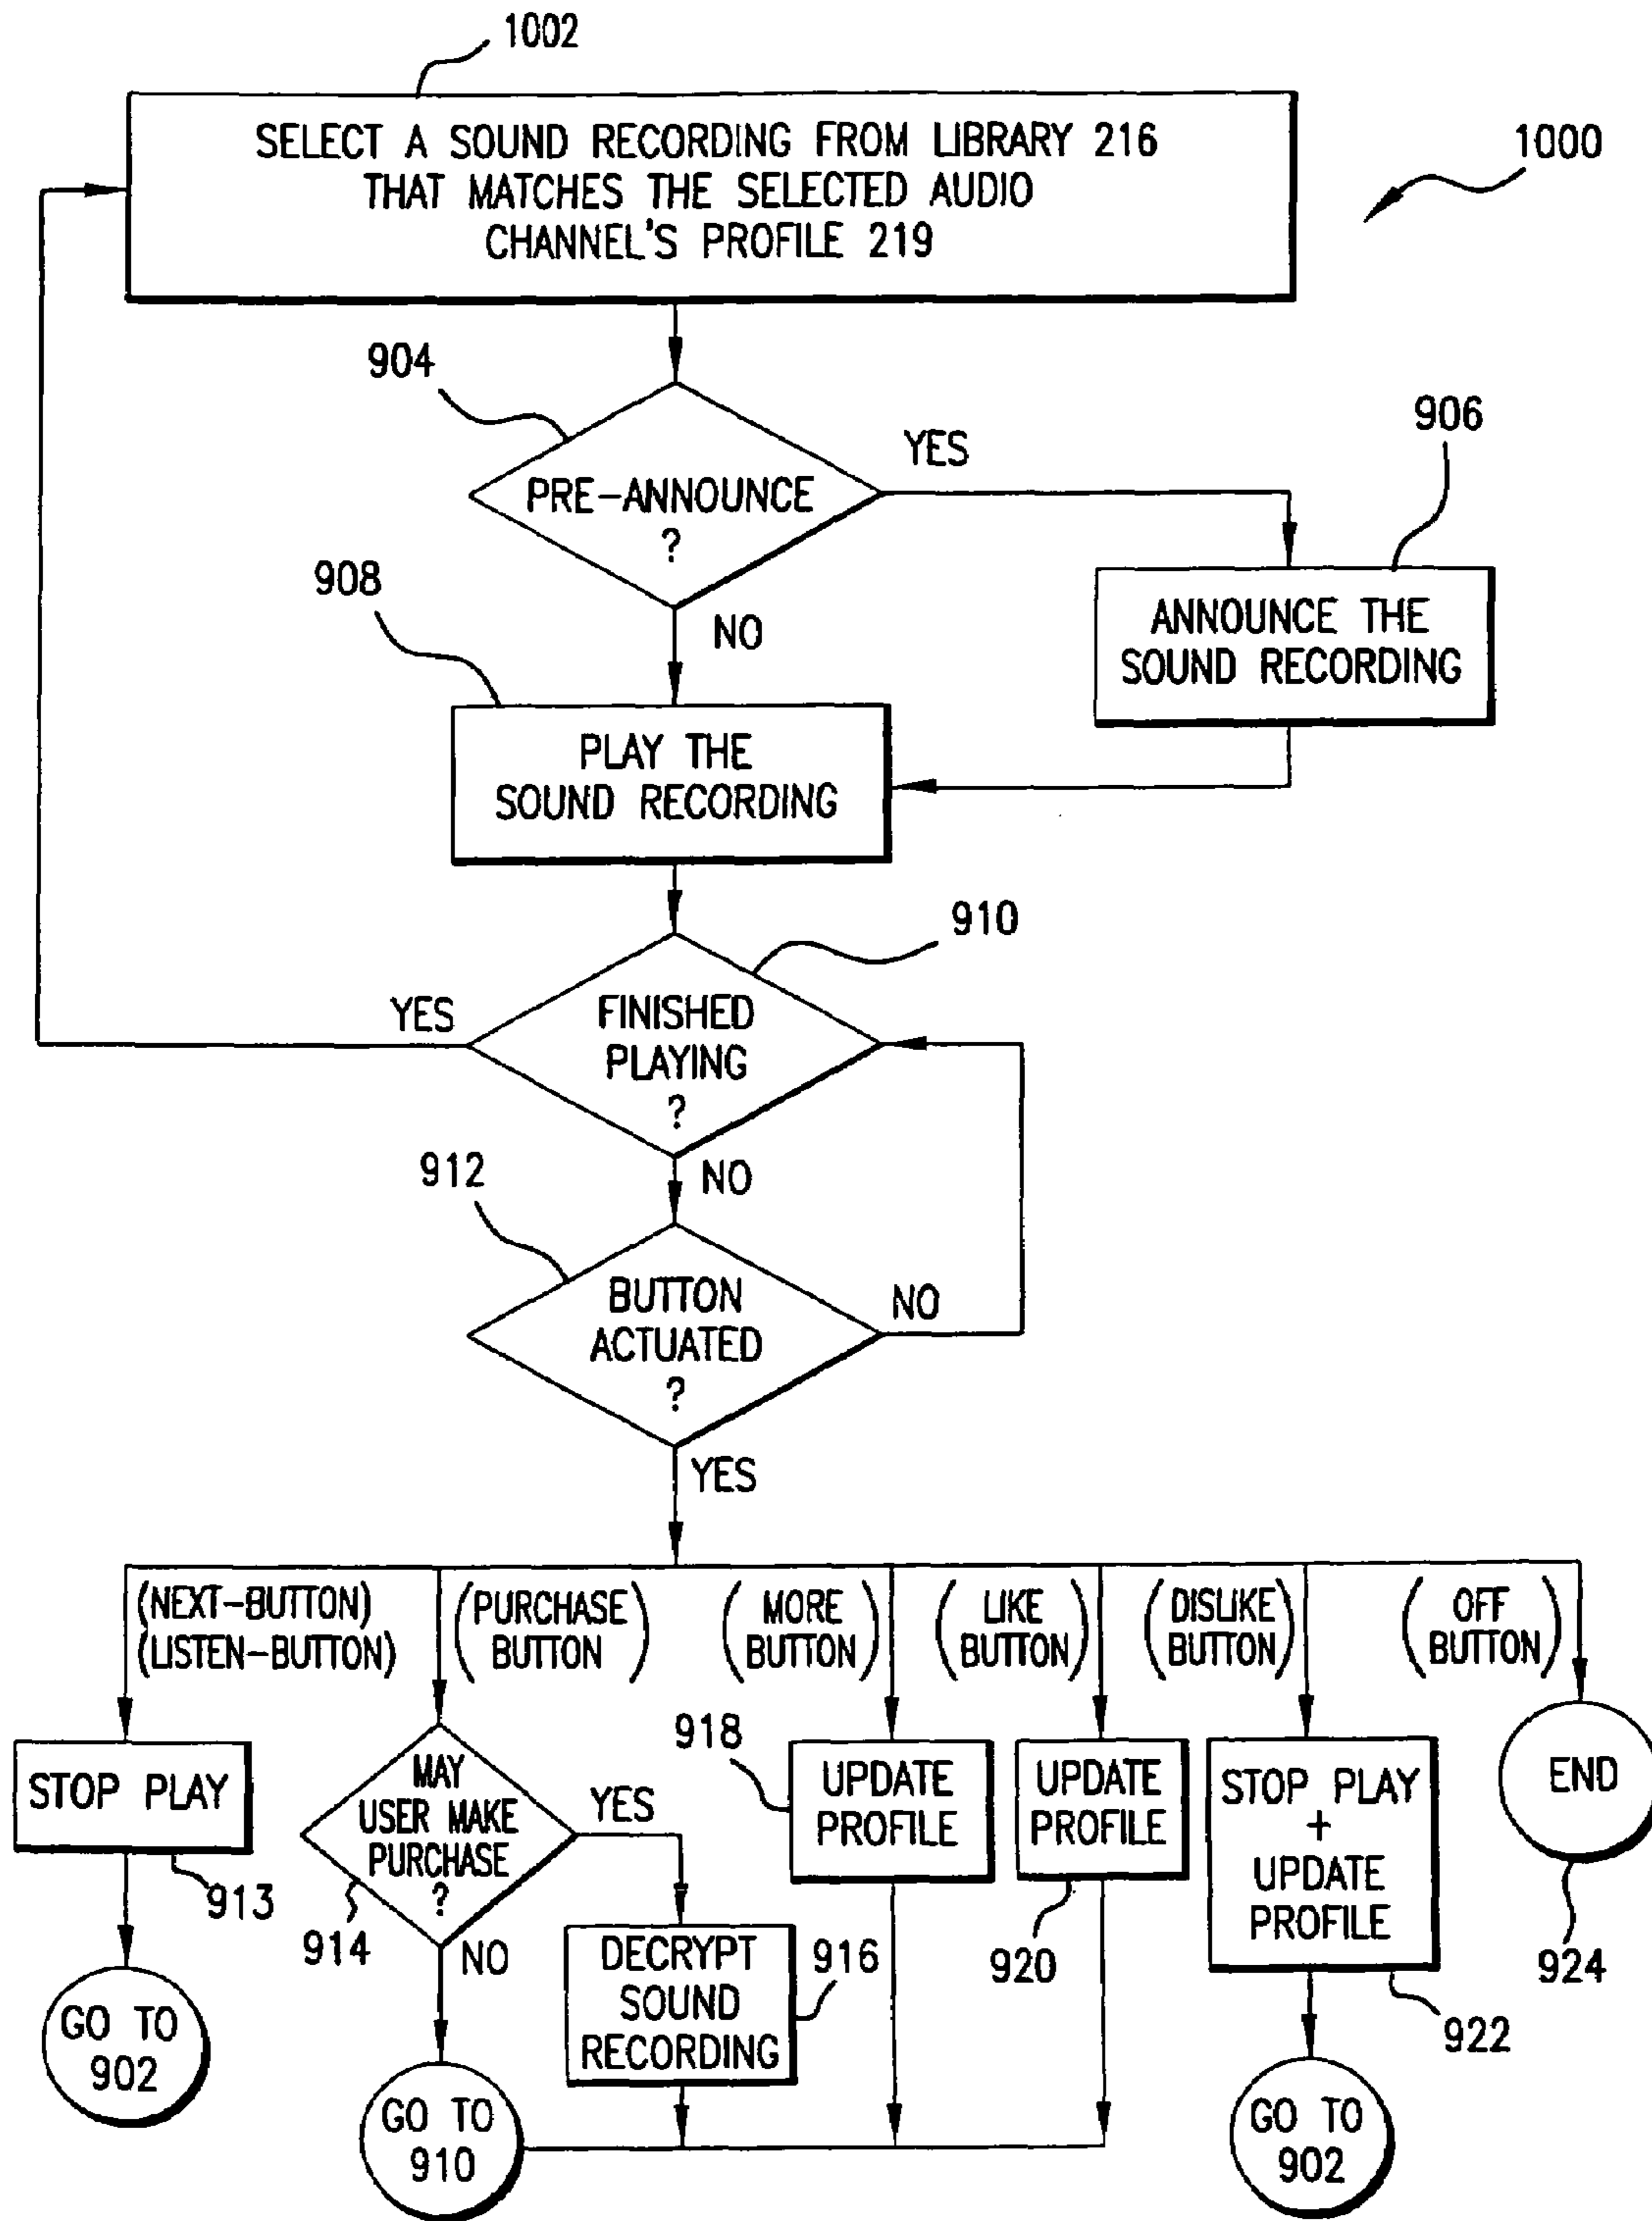 1002
SELECT A SOUND RECORDING FROM LIBRARY 216
THAT MATCHES THE SELECTED AUDIO
CHANNEL'S PROFILE 219
1000
904
PRE-ANNOUNCE
?
YES
906
NO
ANNOUNCE THE
SOUND RECORDING
908
PLAY THE
SOUND RECORDING
910
FINISHED
PLAYING
?
YES
NO
912
BUTTON
ACTUATED
?
NO
YES
(NEXT-BUTTON)
(LISTEN-BUTTON)
(PURCHASE
BUTTON)
(MORE
BUTTON)
(LIKE
BUTTON)
(DISLIKE
BUTTON)
(OFF
BUTTON)
STOP PLAY
913
GO TO
902
MAY
USER MAKE
PURCHASE
?
914
YES
NO
DECRYPT
SOUND
RECORDING
916
GO TO
910
918
UPDATE
PROFILE
UPDATE
PROFILE
920
STOP PLAY
+
UPDATE
PROFILE
922
GO TO
902
END
924